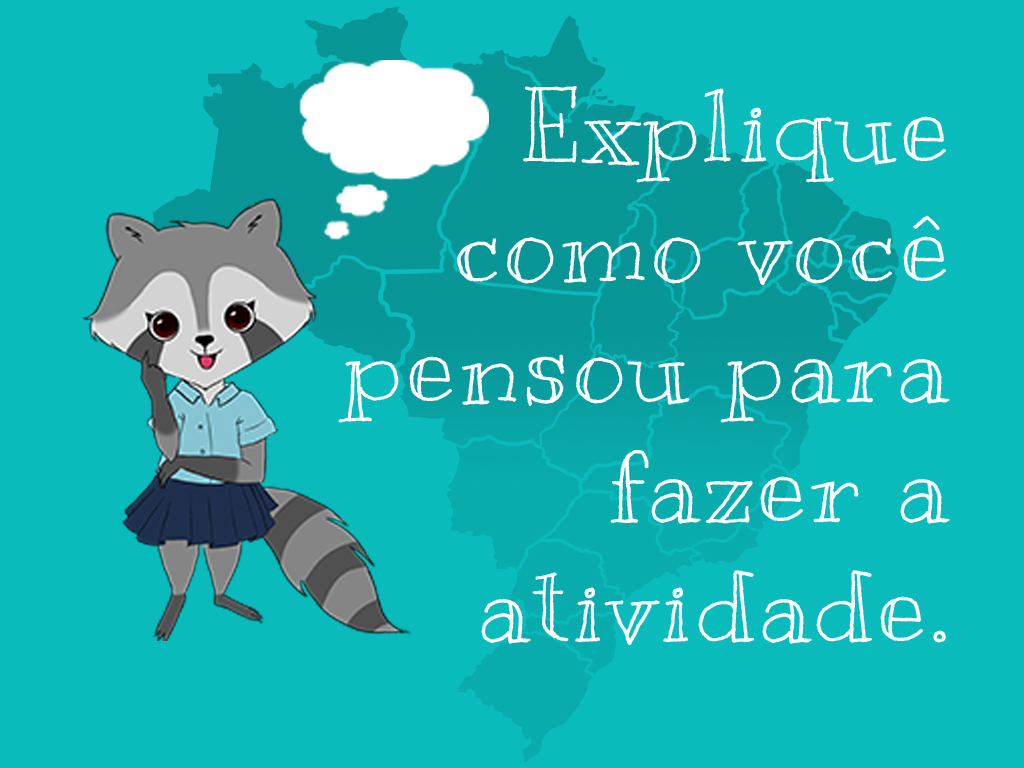 Explique
como você
pensou para
fazer a
atividade.